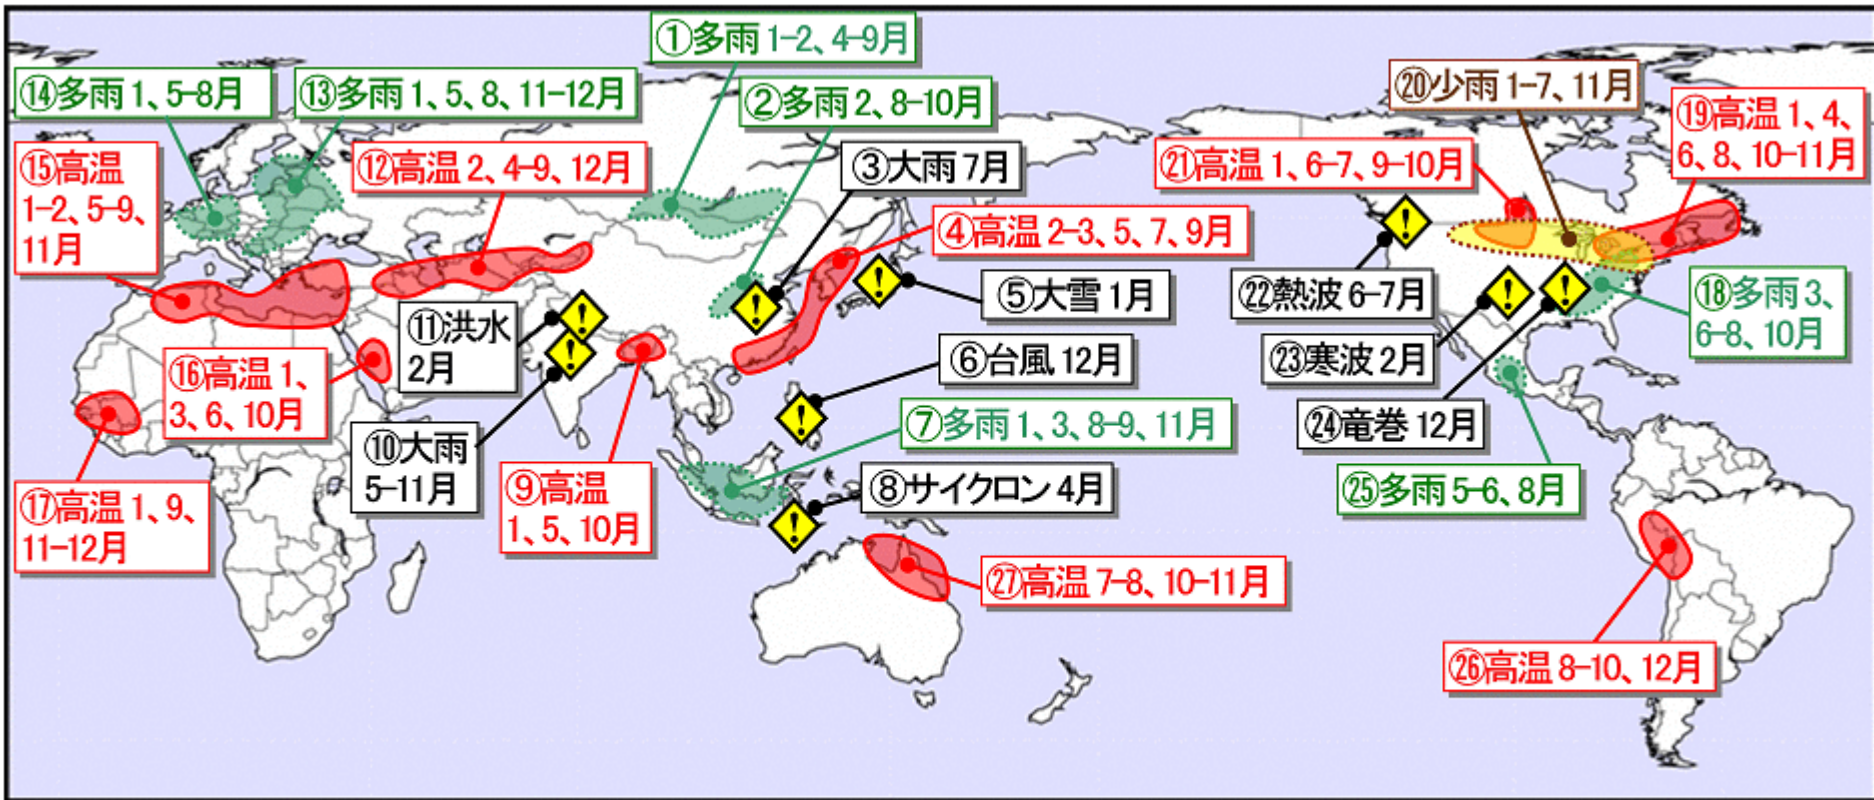 ①多雨 1-2、4-9月
②多雨 2、8-10月
③大雨 7月
④高温 2-3、5、7、9月
⑤大雪 1月
⑥台風 12月
⑦多雨 1、3、8-9、11月
⑧サイクロン 4月
⑨高温
1、5、10月
⑩大雨
5-11月
⑪洪水
2月
⑫高温 2、4-9、12月
⑬多雨 1、5、8、11-12月
⑭多雨 1、5-8月
⑮高温
1-2、5-9、
11月
⑯高温 1、
3、6、10月
⑰高温 1、9、
11-12月
⑱多雨 3、
6-8、10月
⑲高温 1、4、
6、8、10-11月
⑳少雨 1-7、11月
㉑高温 1、6-7、9-10月
㉒熱波 6-7月
㉓寒波 2月
㉔竜巻 12月
㉕多雨 5-6、8月
㉖高温 8-10、12月
㉗高温 7-8、10-11月